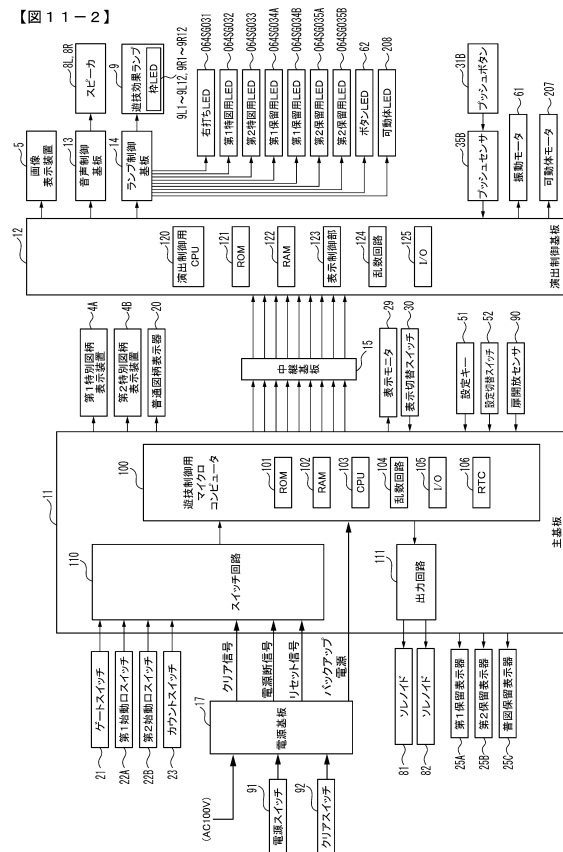 【図11-2】
8L,8R
スピーカ
9
遊技効果ランプ
枠LED
9L1~9L12,9R1~9R12
064SG031
右打ちLED
064SG032
第1特図用LED
064SG033
第2特図用LED
064SG034A
第1保留用LED
064SG034B
第1保留用LED
064SG035A
第2保留用LED
064SG035B
第2保留用LED
62
ボタンLED
208
可動体LED
31B
プッシュボタン
5
画像
表示装置
13
音声制御
基板
14
ランプ制御
基板
35B
プッシュセンサ
61
振動モータ
207
可動体モータ
12
120
演出制御用
CPU
121
ROM
122
RAM
123
表示制御部
124
乱数回路
125
I/O
演出制御基板
4A
第1特別図柄
表示装置
4B
第2特別図柄
表示装置
20
普通図柄表示器
中継
基板
15
29
表示モニタ
30
表示切替スイッチ
51
設定キー
52
設定切替スイッチ
90
扉開放センサ
11
100
遊技制御用
マイクロ
コンピュータ
101
ROM
102
RAM
103
CPU
104
乱数回路
105
I/O
106
RTC
主基板
110
スイッチ回路
111
出力回路
クリア信号
電源断信号
リセット信号
バックアップ
電源
ゲートスイッチ
21
第1始動口スイッチ
22A
第2始動口スイッチ
22B
カウントスイッチ
23
17
電源基板
(AC100V)
91
電源スイッチ
92
クリアスイッチ
ソレノイド
81
ソレノイド
82
第1保留表示器
25A
第2保留表示器
25B
普図保留表示器
25C